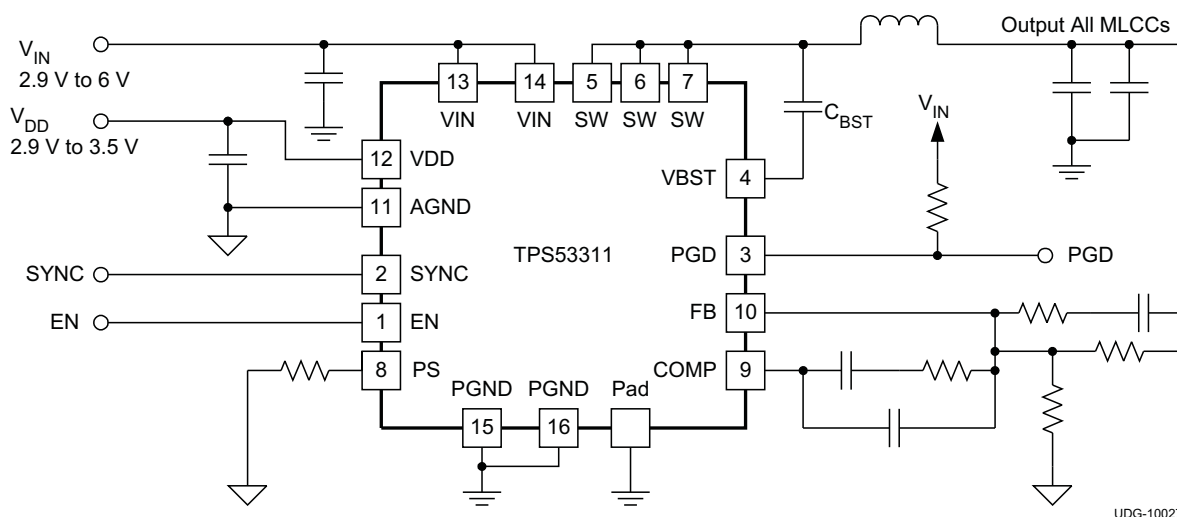 Output All MLCCs
V_IN
2.9 V to 6 V
13 14 5 6 7
VIN VIN SW SW SW
C_BST
V_IN
V_DD
2.9 V to 3.5 V
12 VDD
VBST 4
11 AGND
TPS53311
PGD 3 PGD
SYNC 2 SYNC
FB 10
EN 1 EN
COMP 9
8 PS
PGND PGND Pad
15 16